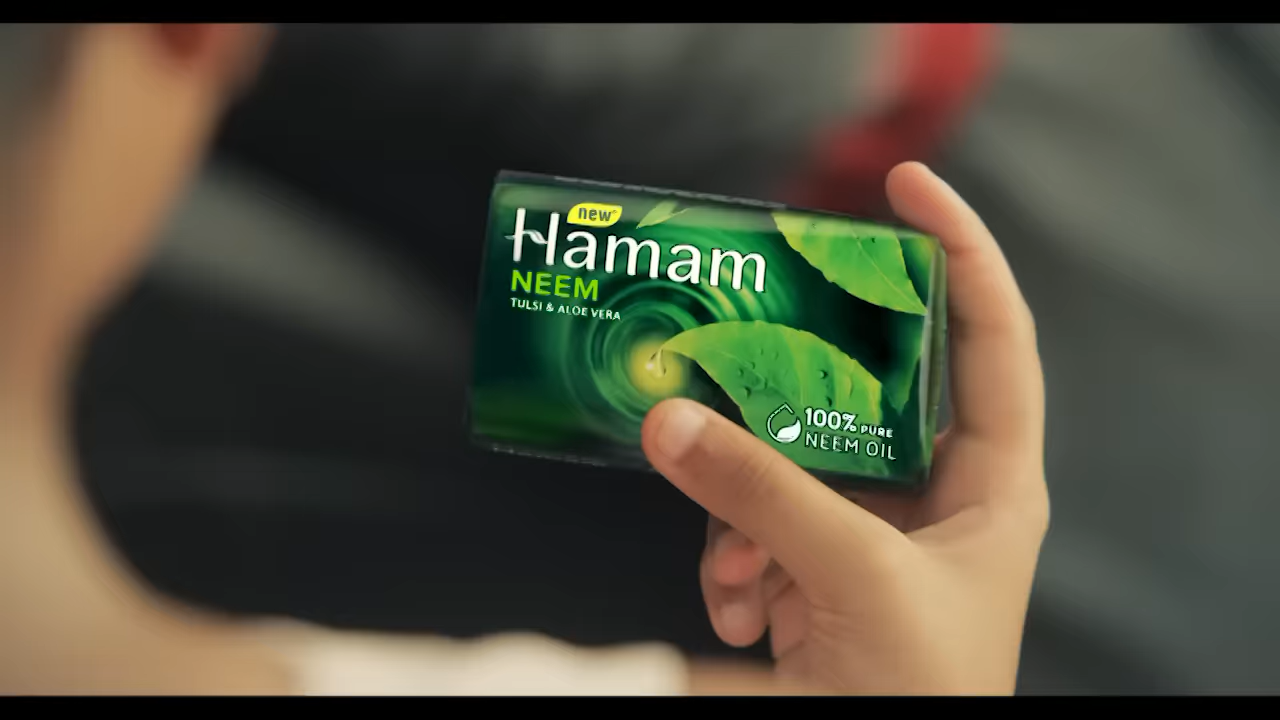 new
Hamam
NEEM
TULSI & ALOE VERA
100% PURE
NEEM OIL